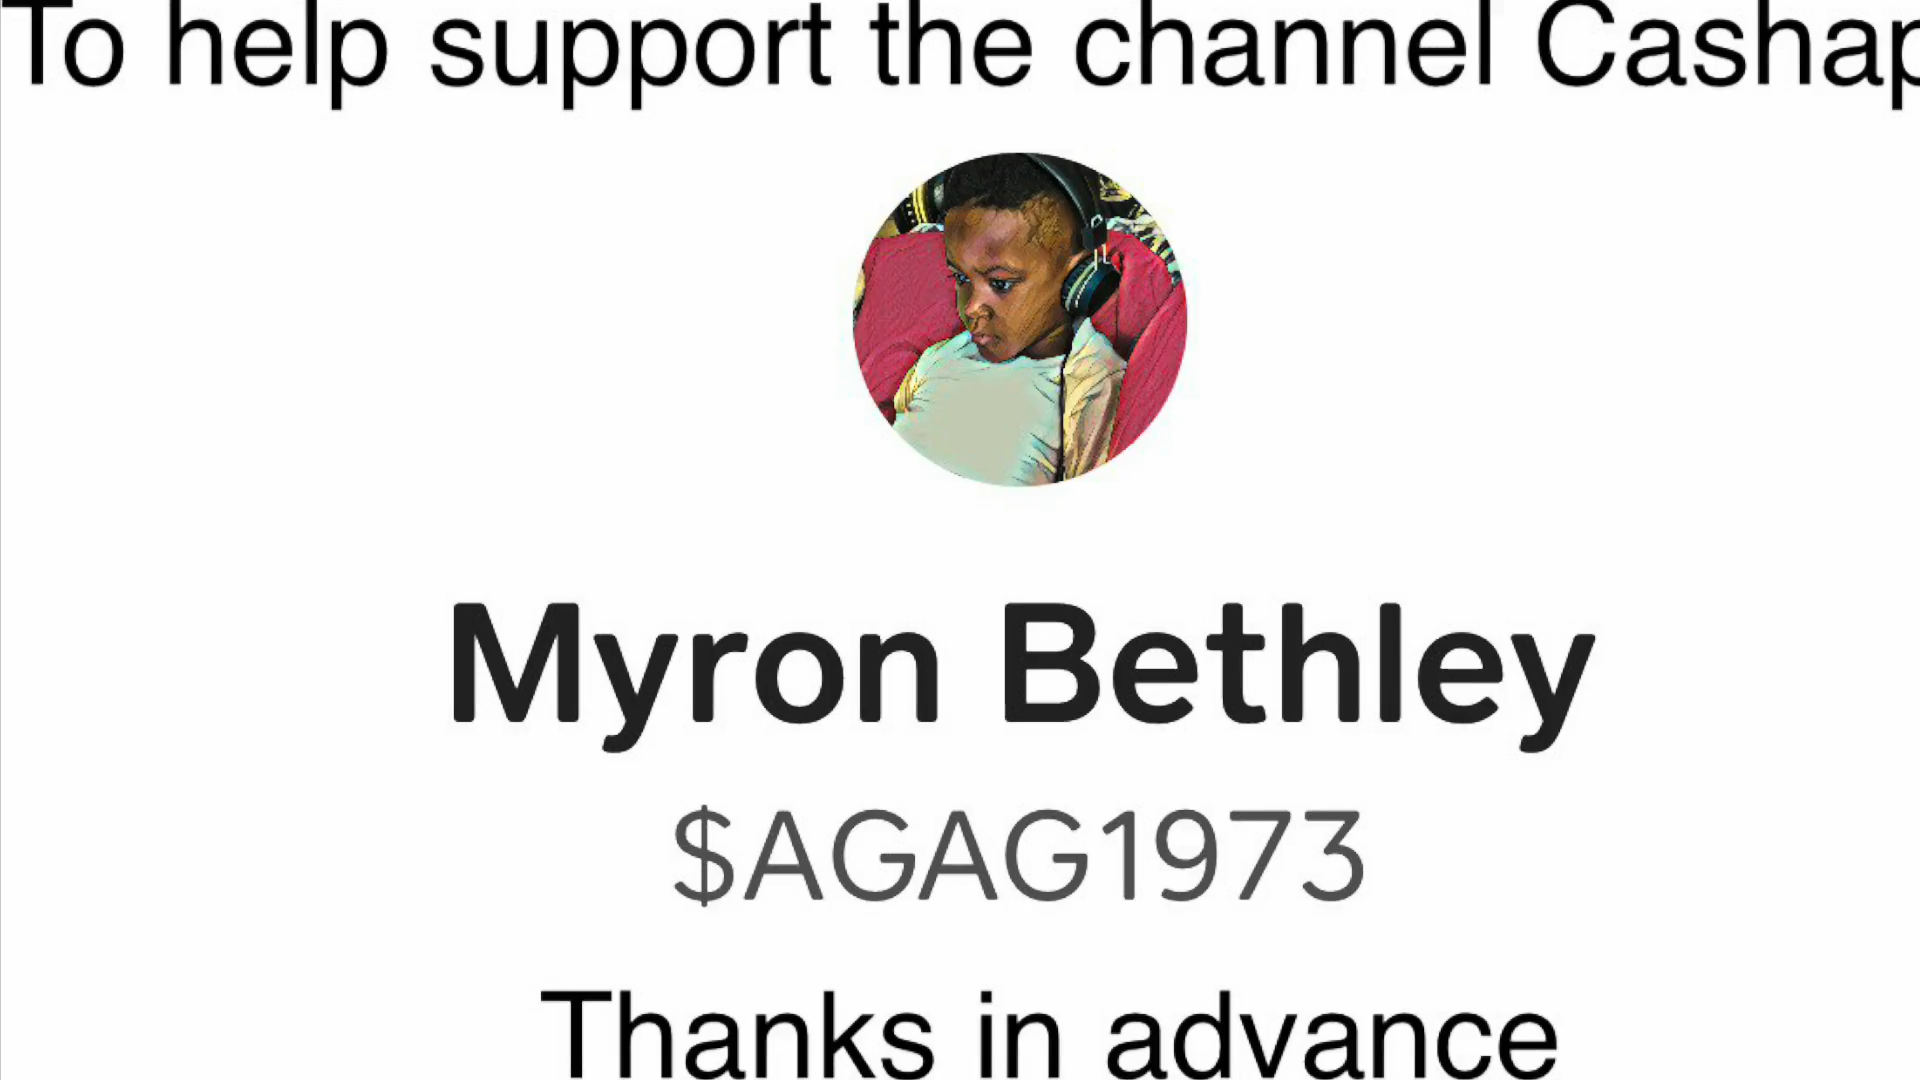 To help support the channel Cashap
Myron Bethley
$AGAG1973
Thanks in advance